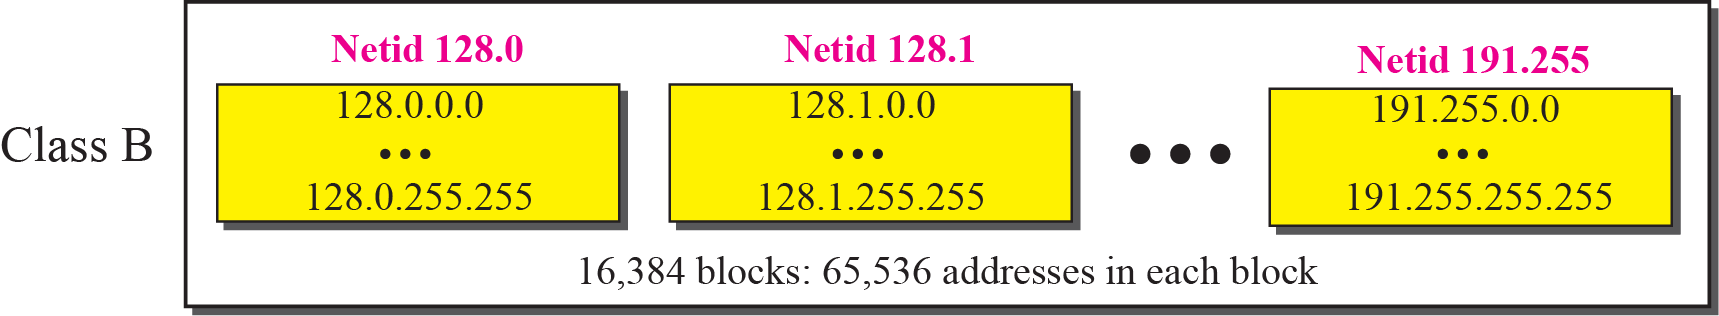 Class B
Netid 128.0
128.0.0.0
•••
128.0.255.255
Netid 128.1
128.1.0.0
•••
128.1.255.255
•••
Netid 191.255
191.255.0.0
•••
191.255.255.255
16,384 blocks: 65,536 addresses in each block